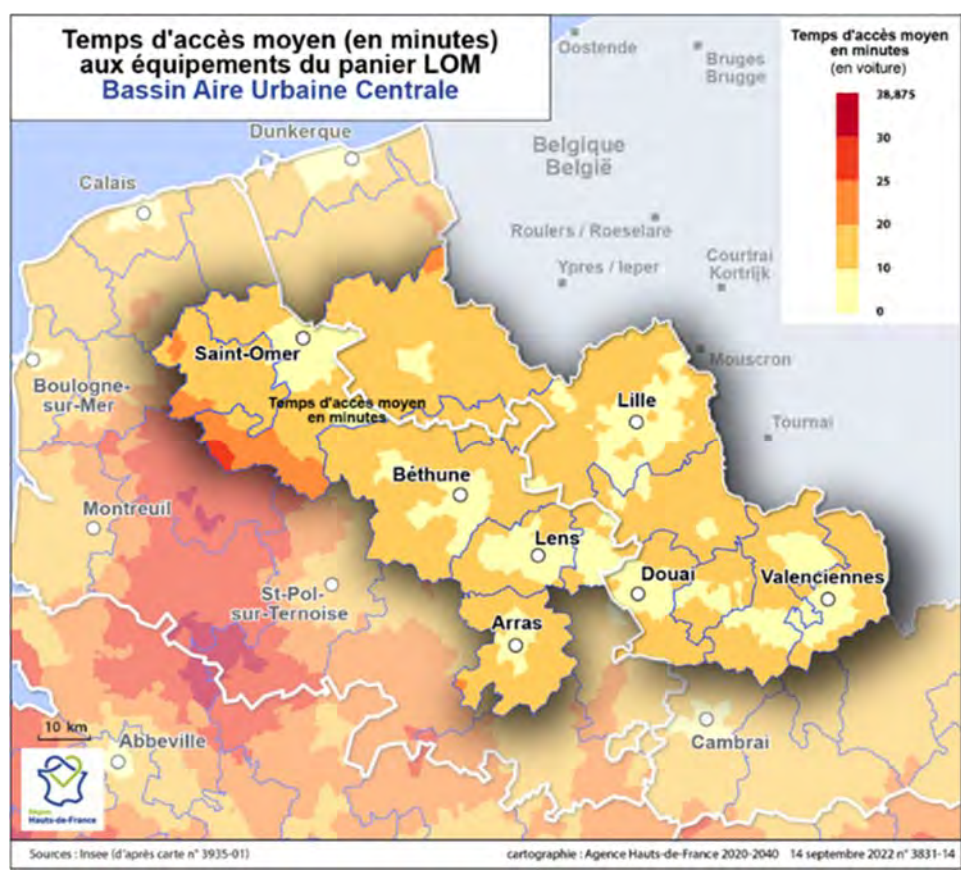 Temps d'accès moyen (en minutes)
aux équipements du panier LOM
Bassin Aire Urbaine Centrale
Temps d'accès moyen
en minutes
(en voiture)
38,875
30
25
20
10
0
Oostende
Bruges
Brugge
Dunkerque
Belgique
België
Calais
Roulers / Roeselare
Ypres / Ieper
Courtrai
Kortrijk
Saint-Omer
Mouscron
Boulogne-
sur-Mer
Temps d'accès moyen
en minutes
Lille
Tournai
Béthune
Montreuil
Lens
Douai
Valenciennes
St-Pol-
sur-Ternoise
Arras
10 km
Abbeville
Cambrai
Région
Hauts-de-France
Sources : Insee (d'après carte n° 3935-01)
cartographie : Agence Hauts-de-France 2020-2040 14 septembre 2022 n° 3831-14